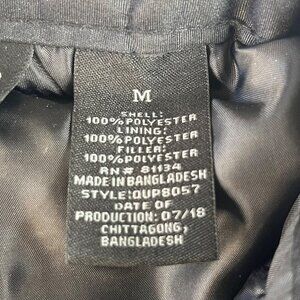 M
SHELL:
100% POLYESTER
LINING:
100% POLYESTER
FILLER:
100% POLYESTER
RN# 81134
MADE IN BANGLADESH
STYLE: OUP8057
DATE OF
PRODUCTION: 07/18
CHITTAGONG,
BANGLADESH